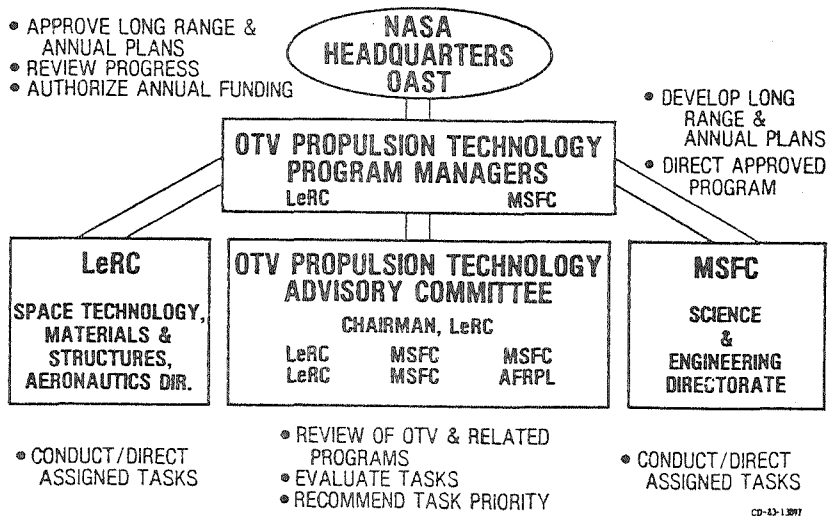 • APPROVE LONG RANGE &
ANNUAL PLANS
• REVIEW PROGRESS
• AUTHORIZE ANNUAL FUNDING
NASA
HEADQUARTERS
OAST
• DEVELOP LONG
RANGE &
ANNUAL PLANS
• DIRECT APPROVED
PROGRAM
OTV PROPULSION TECHNOLOGY
PROGRAM MANAGERS
LeRC MSFC
LeRC
SPACE TECHNOLOGY,
MATERIALS &
STRUCTURES,
AERONAUTICS DIR.
OTV PROPULSION TECHNOLOGY
ADVISORY COMMITTEE
CHAIRMAN, LeRC
LeRC MSFC MSFC
LeRC MSFC AFRPL
MSFC
SCIENCE
&
ENGINEERING
DIRECTORATE
• CONDUCT/DIRECT
ASSIGNED TASKS
• REVIEW OF OTV & RELATED
PROGRAMS
• EVALUATE TASKS
• RECOMMEND TASK PRIORITY
• CONDUCT/DIRECT
ASSIGNED TASKS
CD-83-13897